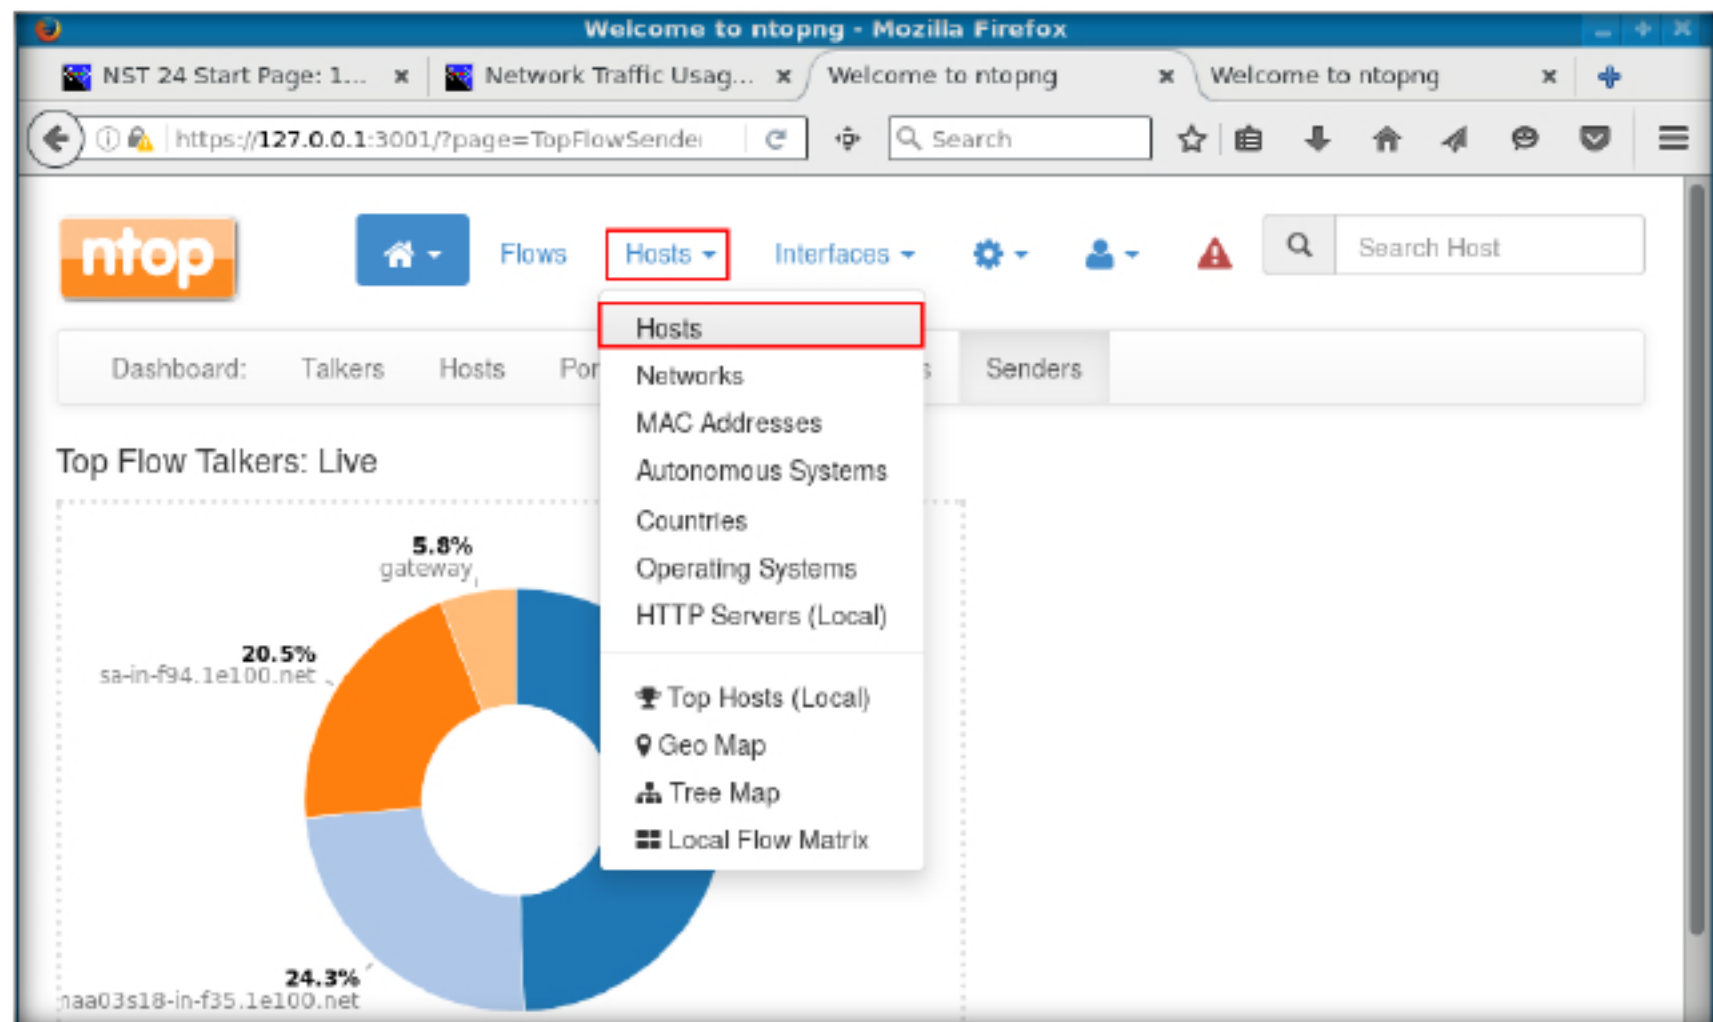 Welcome to ntopng - Mozilla Firefox
NST 24 Start Page: 1... Network Traffic Usag... Welcome to ntopng Welcome to ntopng
https://127.0.0.1:3001/?page=TopFlowSender Search
ntop Flows Hosts Interfaces Search Host
Dashboard: Talkers Hosts Por s Senders
Hosts
Networks
MAC Addresses
Autonomous Systems
Countries
Operating Systems
HTTP Servers (Local)
Top Hosts (Local)
Geo Map
Tree Map
Local Flow Matrix
Top Flow Talkers: Live
5.8%
gateway
20.5%
sa-in-f94.1e100.net
24.3%
naa03s18-in-f35.1e100.net